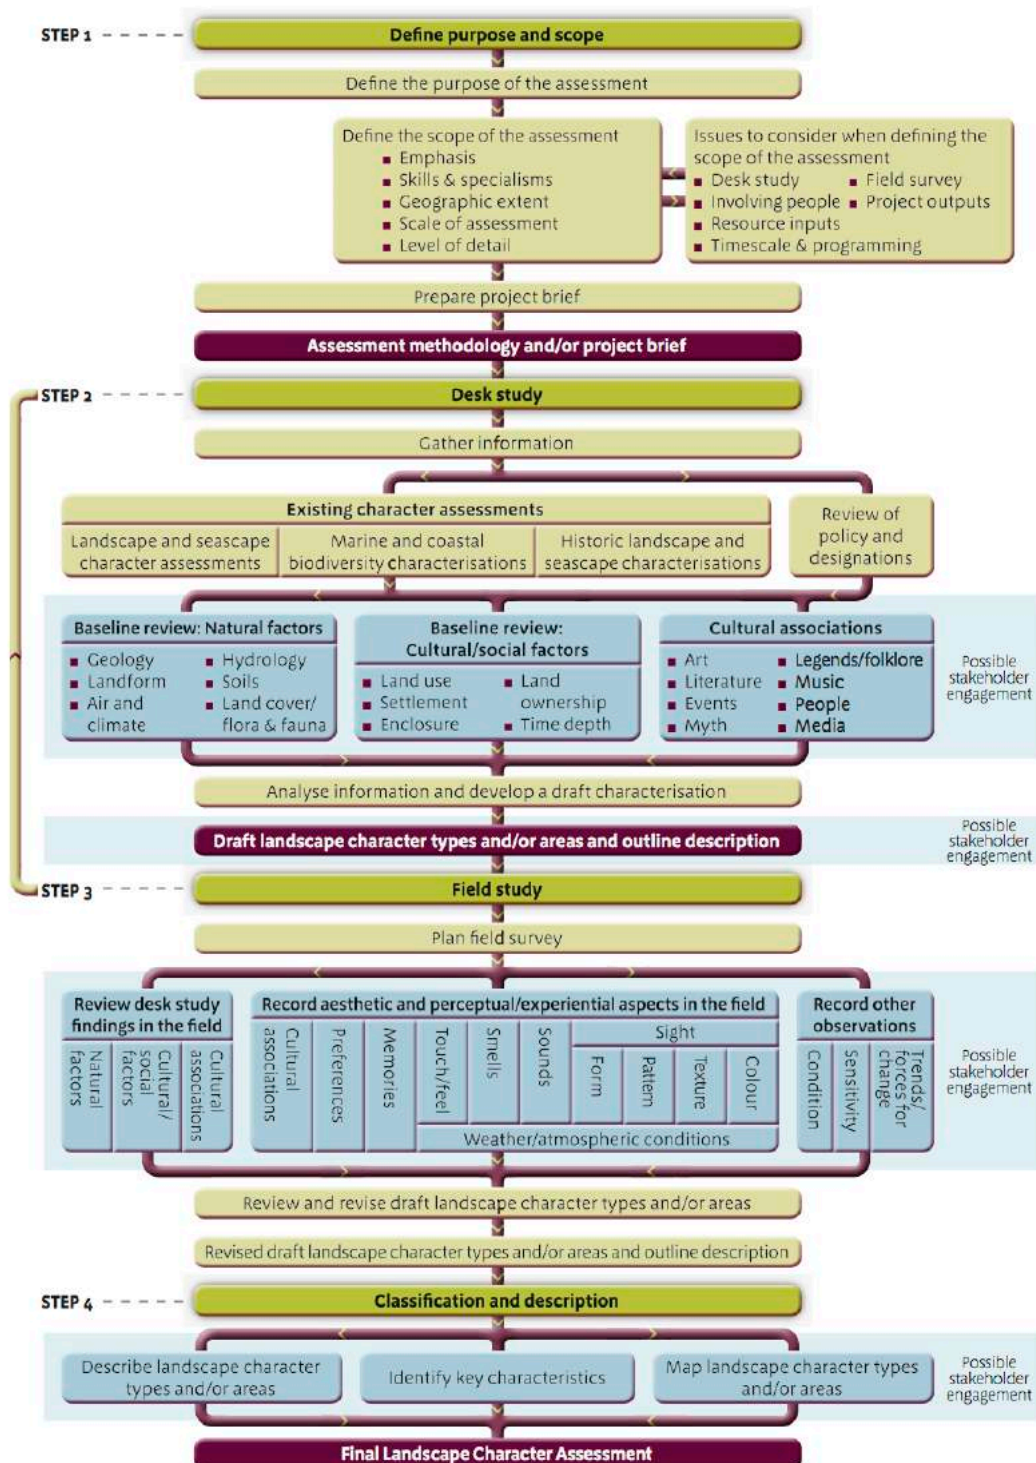 STEP 1
Define purpose and scope
Define the purpose of the assessment
Define the scope of the assessment
Emphasis
Skills & specialisms
Geographic extent
Scale of assessment
Level of detail
Issues to consider when defining the
scope of the assessment
Desk study
Involving people
Resource inputs
Timescale & programming
Field survey
Project outputs
Prepare project brief
Assessment methodology and/or project brief
STEP 2
Desk study
Gather information
Existing character assessments
Landscape and seascape
character assessments
Marine and coastal
biodiversity characterisations
Historic landscape and
seascape characterisations
Review of
policy and
designations
Baseline review: Natural factors
Geology
Landform
Air and
climate
Hydrology
Soils
Land cover/
flora & fauna
Baseline review:
Cultural/social factors
Land use
Settlement
Enclosure
Land
ownership
Time depth
Cultural associations
Art
Literature
Events
Myth
Legends/folklore
Music
People
Media
Possible
stakeholder
engagement
Analyse information and develop a draft characterisation
Draft landscape character types and/or areas and outline description
Possible
stakeholder
engagement
STEP 3
Field study
Plan field survey
Review desk study
findings in the field
Natural
factors
Cultural/
social
factors
Cultural
associations
Record aesthetic and perceptual/experiential aspects in the field
Cultural
associations
Preferences
Memories
Touch/feel
Smells
Sounds
Sight
Form
Pattern
Texture
Colour
Weather/atmospheric conditions
Record other
observations
Condition
Sensitivity
Trends/
forces for
change
Possible
stakeholder
engagement
Review and revise draft landscape character types and/or areas
Revised draft landscape character types and/or areas and outline description
STEP 4
Classification and description
Describe landscape character
types and/or areas
Identify key characteristics
Map landscape character types
and/or areas
Possible
stakeholder
engagement
Final Landscape Character Assessment